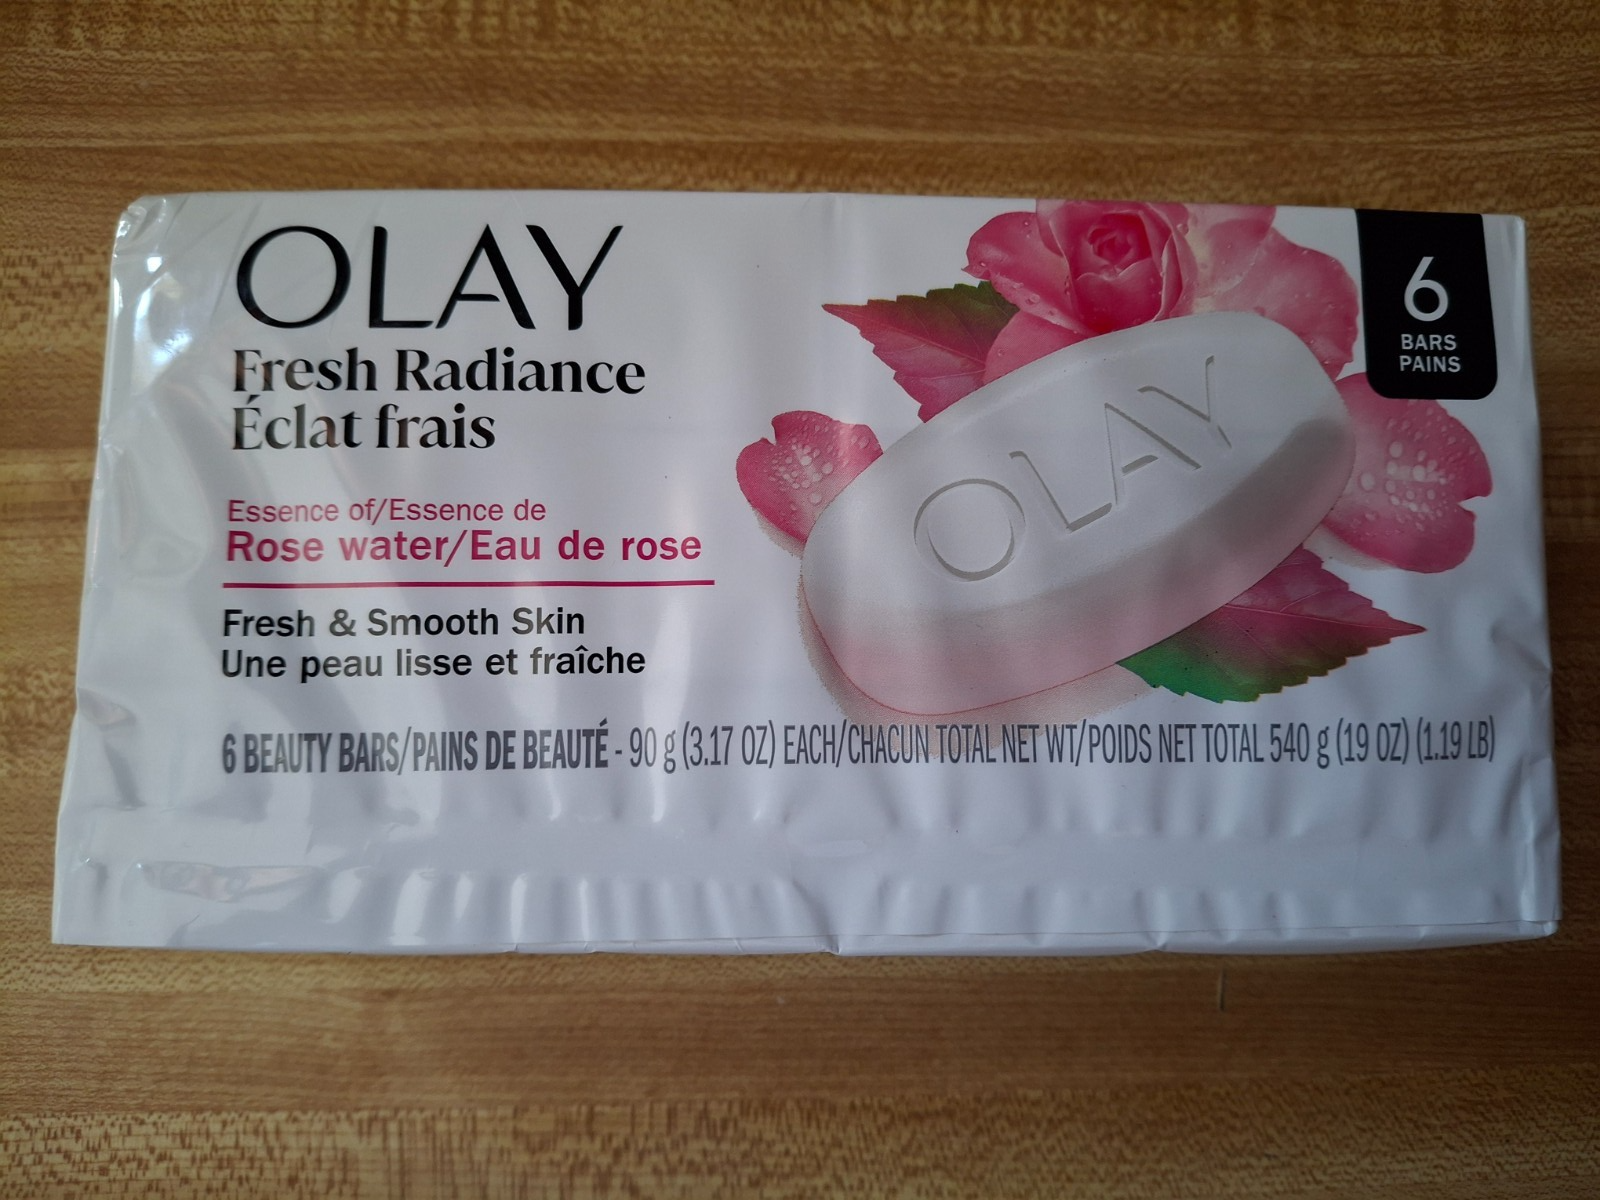 OLAY
Fresh Radiance
Éclat frais
Essence of/Essence de
Rose water/Eau de rose
Fresh & Smooth Skin
Une peau lisse et fraîche
6 BEAUTY BARS/PAINS DE BEAUTÉ - 90 g (3.17 OZ) EACH/CHACUN TOTAL NET WT/POIDS NET TOTAL 540 g (19 OZ) (1.19 LB)
OLAY
6
BARS
PAINS